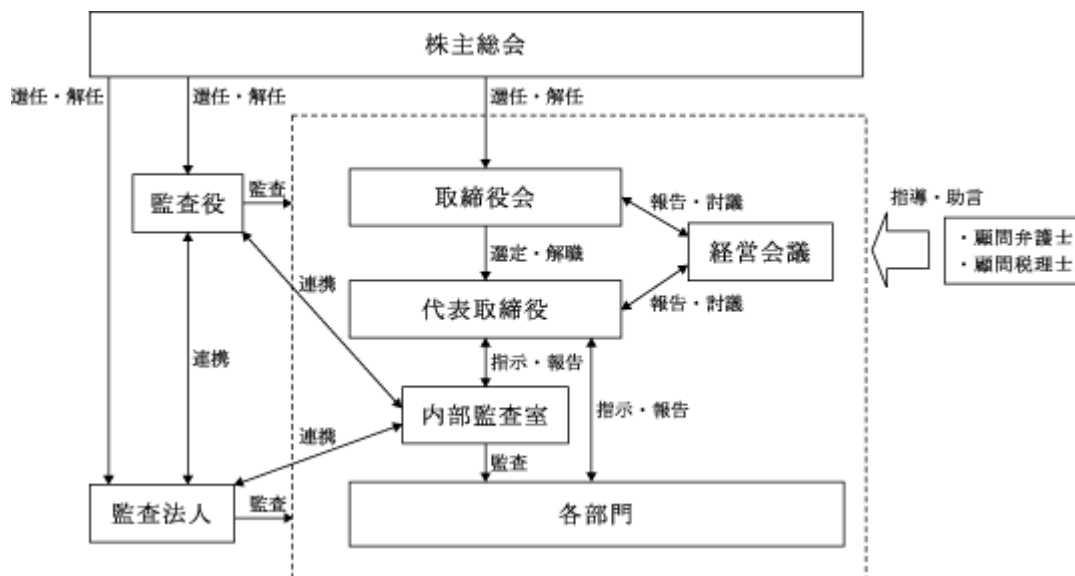 株主総会
選任・解任
選任・解任
選任・解任
監査役
監査
取締役会
報告・討議
指導・助言
・顧問弁護士
・顧問税理士
経営会議
選定・解職
連携
代表取締役
報告・討議
連携
指示・報告
内部監査室
指示・報告
連携
監査
監査法人
監査
各部門